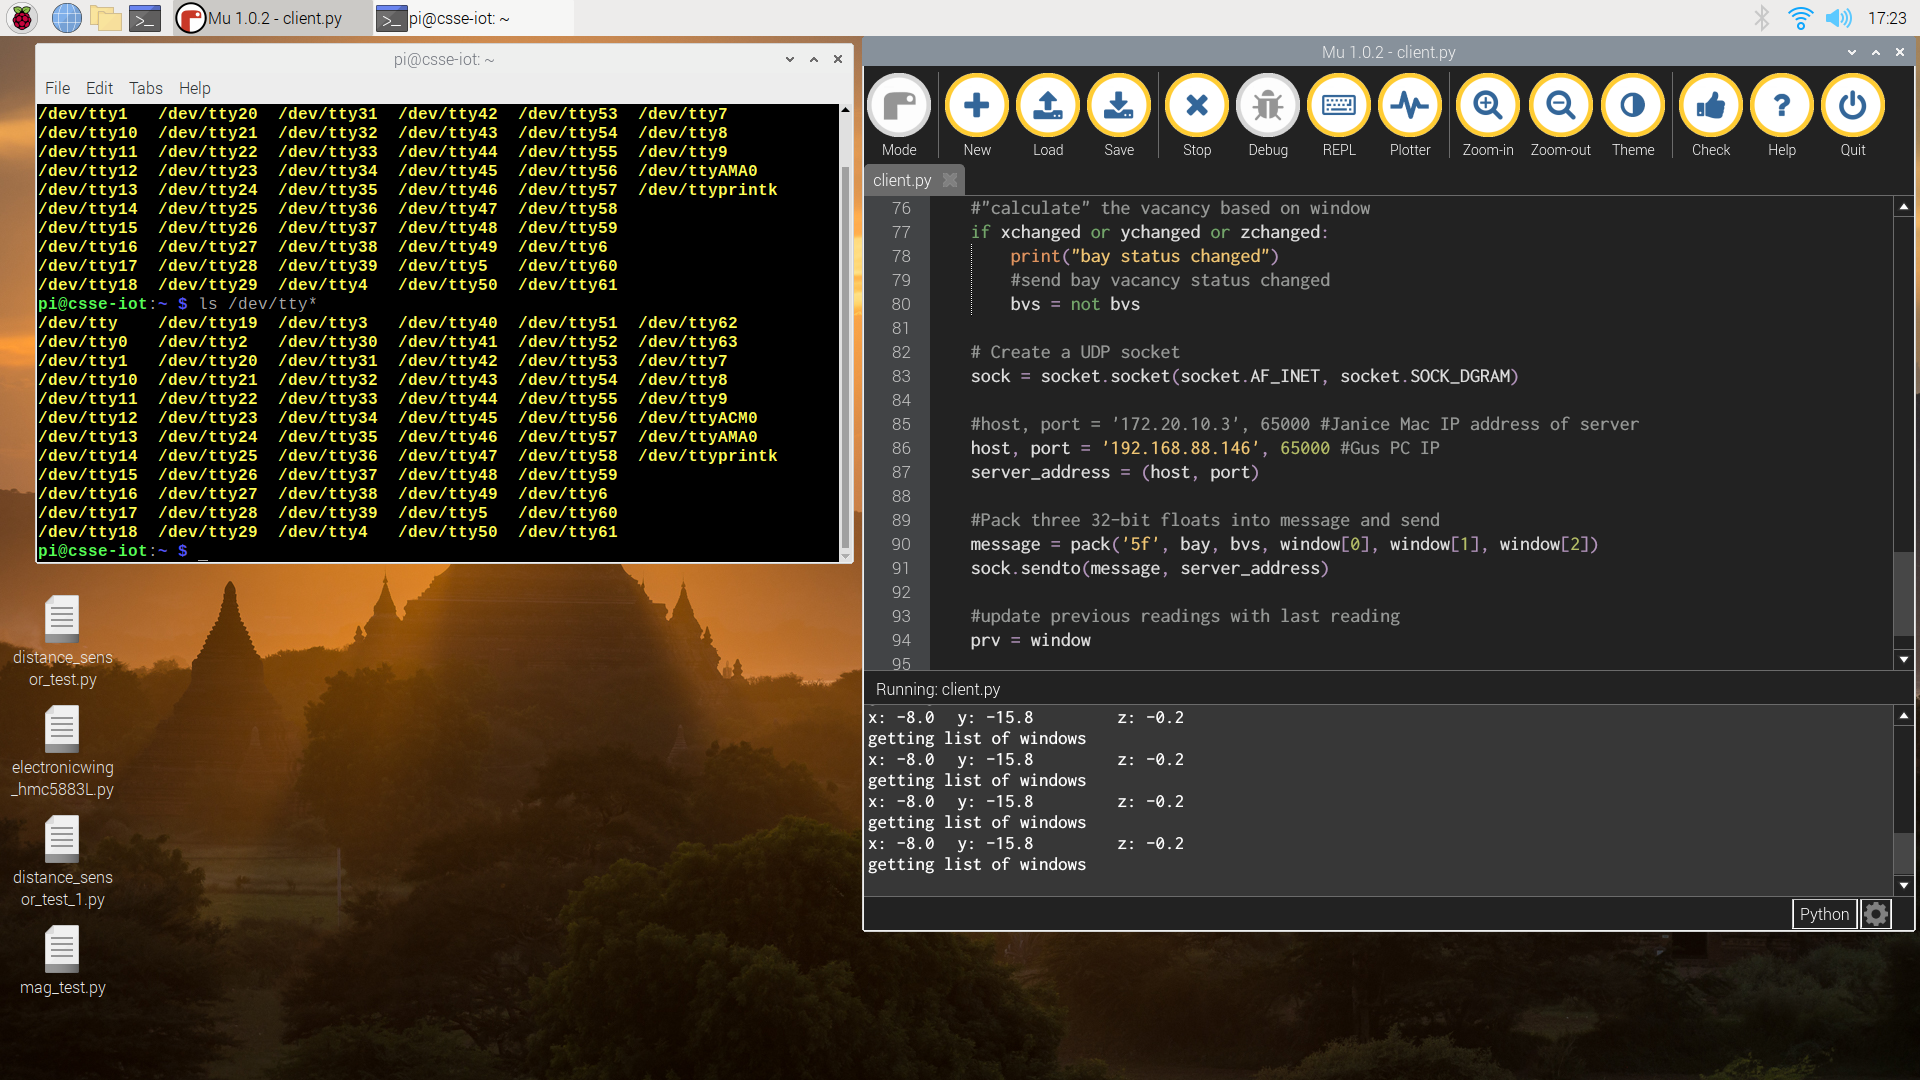 Mu 1.0.2 - client.py
pi@csse-iot: ~
17:23
pi@csse-iot: ~
File Edit Tabs Help
/dev/tty1 /dev/tty20 /dev/tty31 /dev/tty42 /dev/tty53 /dev/tty7
/dev/tty10 /dev/tty21 /dev/tty32 /dev/tty43 /dev/tty54 /dev/tty8
/dev/tty11 /dev/tty22 /dev/tty33 /dev/tty44 /dev/tty55 /dev/tty9
/dev/tty12 /dev/tty23 /dev/tty34 /dev/tty45 /dev/tty56 /dev/ttyAMA0
/dev/tty13 /dev/tty24 /dev/tty35 /dev/tty46 /dev/tty57 /dev/ttyprintk
/dev/tty14 /dev/tty25 /dev/tty36 /dev/tty47 /dev/tty58
/dev/tty15 /dev/tty26 /dev/tty37 /dev/tty48 /dev/tty59
/dev/tty16 /dev/tty27 /dev/tty38 /dev/tty49 /dev/tty6
/dev/tty17 /dev/tty28 /dev/tty39 /dev/tty5 /dev/tty60
/dev/tty18 /dev/tty29 /dev/tty4 /dev/tty50 /dev/tty61
pi@csse-iot:~ $ ls /dev/tty*
/dev/tty /dev/tty19 /dev/tty3 /dev/tty40 /dev/tty51 /dev/tty62
/dev/tty0 /dev/tty2 /dev/tty30 /dev/tty41 /dev/tty52 /dev/tty63
/dev/tty1 /dev/tty20 /dev/tty31 /dev/tty42 /dev/tty53 /dev/tty7
/dev/tty10 /dev/tty21 /dev/tty32 /dev/tty43 /dev/tty54 /dev/tty8
/dev/tty11 /dev/tty22 /dev/tty33 /dev/tty44 /dev/tty55 /dev/tty9
/dev/tty12 /dev/tty23 /dev/tty34 /dev/tty45 /dev/tty56 /dev/ttyACM0
/dev/tty13 /dev/tty24 /dev/tty35 /dev/tty46 /dev/tty57 /dev/ttyAMA0
/dev/tty14 /dev/tty25 /dev/tty36 /dev/tty47 /dev/tty58 /dev/ttyprintk
/dev/tty15 /dev/tty26 /dev/tty37 /dev/tty48 /dev/tty59
/dev/tty16 /dev/tty27 /dev/tty38 /dev/tty49 /dev/tty6
/dev/tty17 /dev/tty28 /dev/tty39 /dev/tty5 /dev/tty60
/dev/tty18 /dev/tty29 /dev/tty4 /dev/tty50 /dev/tty61
pi@csse-iot:~ $ _
distance_sens
or_test.py
electronicwing
_hmc5883L.py
distance_sens
or_test_1.py
mag_test.py
Mu 1.0.2 - client.py
Mode New Load Save Stop Debug REPL Plotter Zoom-in Zoom-out Theme Check Help Quit
client.py
76 #"calculate" the vacancy based on window
77 if xchanged or ychanged or zchanged:
78 print("bay status changed")
79 #send bay vacancy status changed
80 bvs = not bvs
81
82 # Create a UDP socket
83 sock = socket.socket(socket.AF_INET, socket.SOCK_DGRAM)
84
85 #host, port = '172.20.10.3', 65000 #Janice Mac IP address of server
86 host, port = '192.168.88.146', 65000 #Gus PC IP
87 server_address = (host, port)
88
89 #Pack three 32-bit floats into message and send
90 message = pack('5f', bay, bvs, window[0], window[1], window[2])
91 sock.sendto(message, server_address)
92
93 #update previous readings with last reading
94 prv = window
95
Running: client.py
x: -8.0 y: -15.8 z: -0.2
getting list of windows
x: -8.0 y: -15.8 z: -0.2
getting list of windows
x: -8.0 y: -15.8 z: -0.2
getting list of windows
x: -8.0 y: -15.8 z: -0.2
getting list of windows
Python